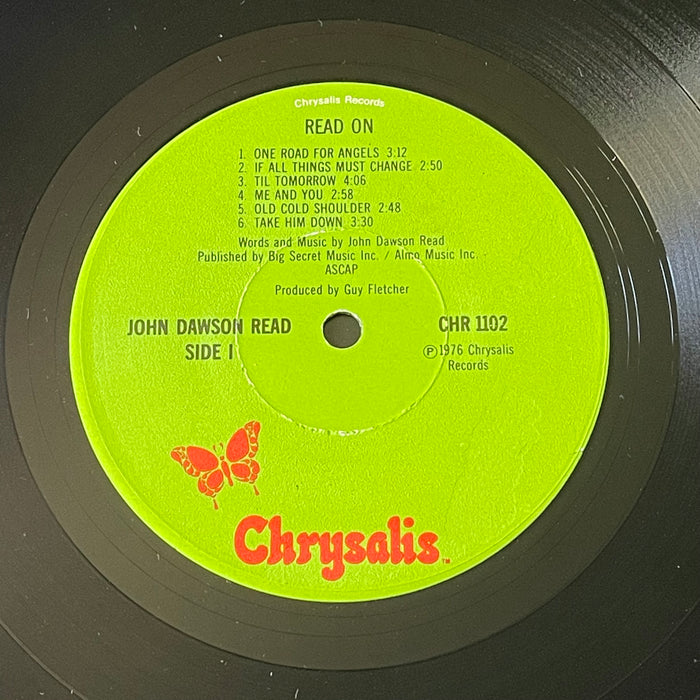 Chrysalis Records
READ ON
1. ONE ROAD FOR ANGELS 3:12
2. IF ALL THINGS MUST CHANGE 2:50
3. TIL TOMORROW 4:06
4. ME AND YOU 2:58
5. OLD COLD SHOULDER 2:48
6. TAKE HIM DOWN 3:30
Words and Music by John Dawson Read
Published by Big Secret Music Inc. / Almo Music Inc. -
ASCAP
Produced by Guy Fletcher
JOHN DAWSON READ
SIDE 1
CHR 1102
℗1976 Chrysalis
Records
Chrysalis™